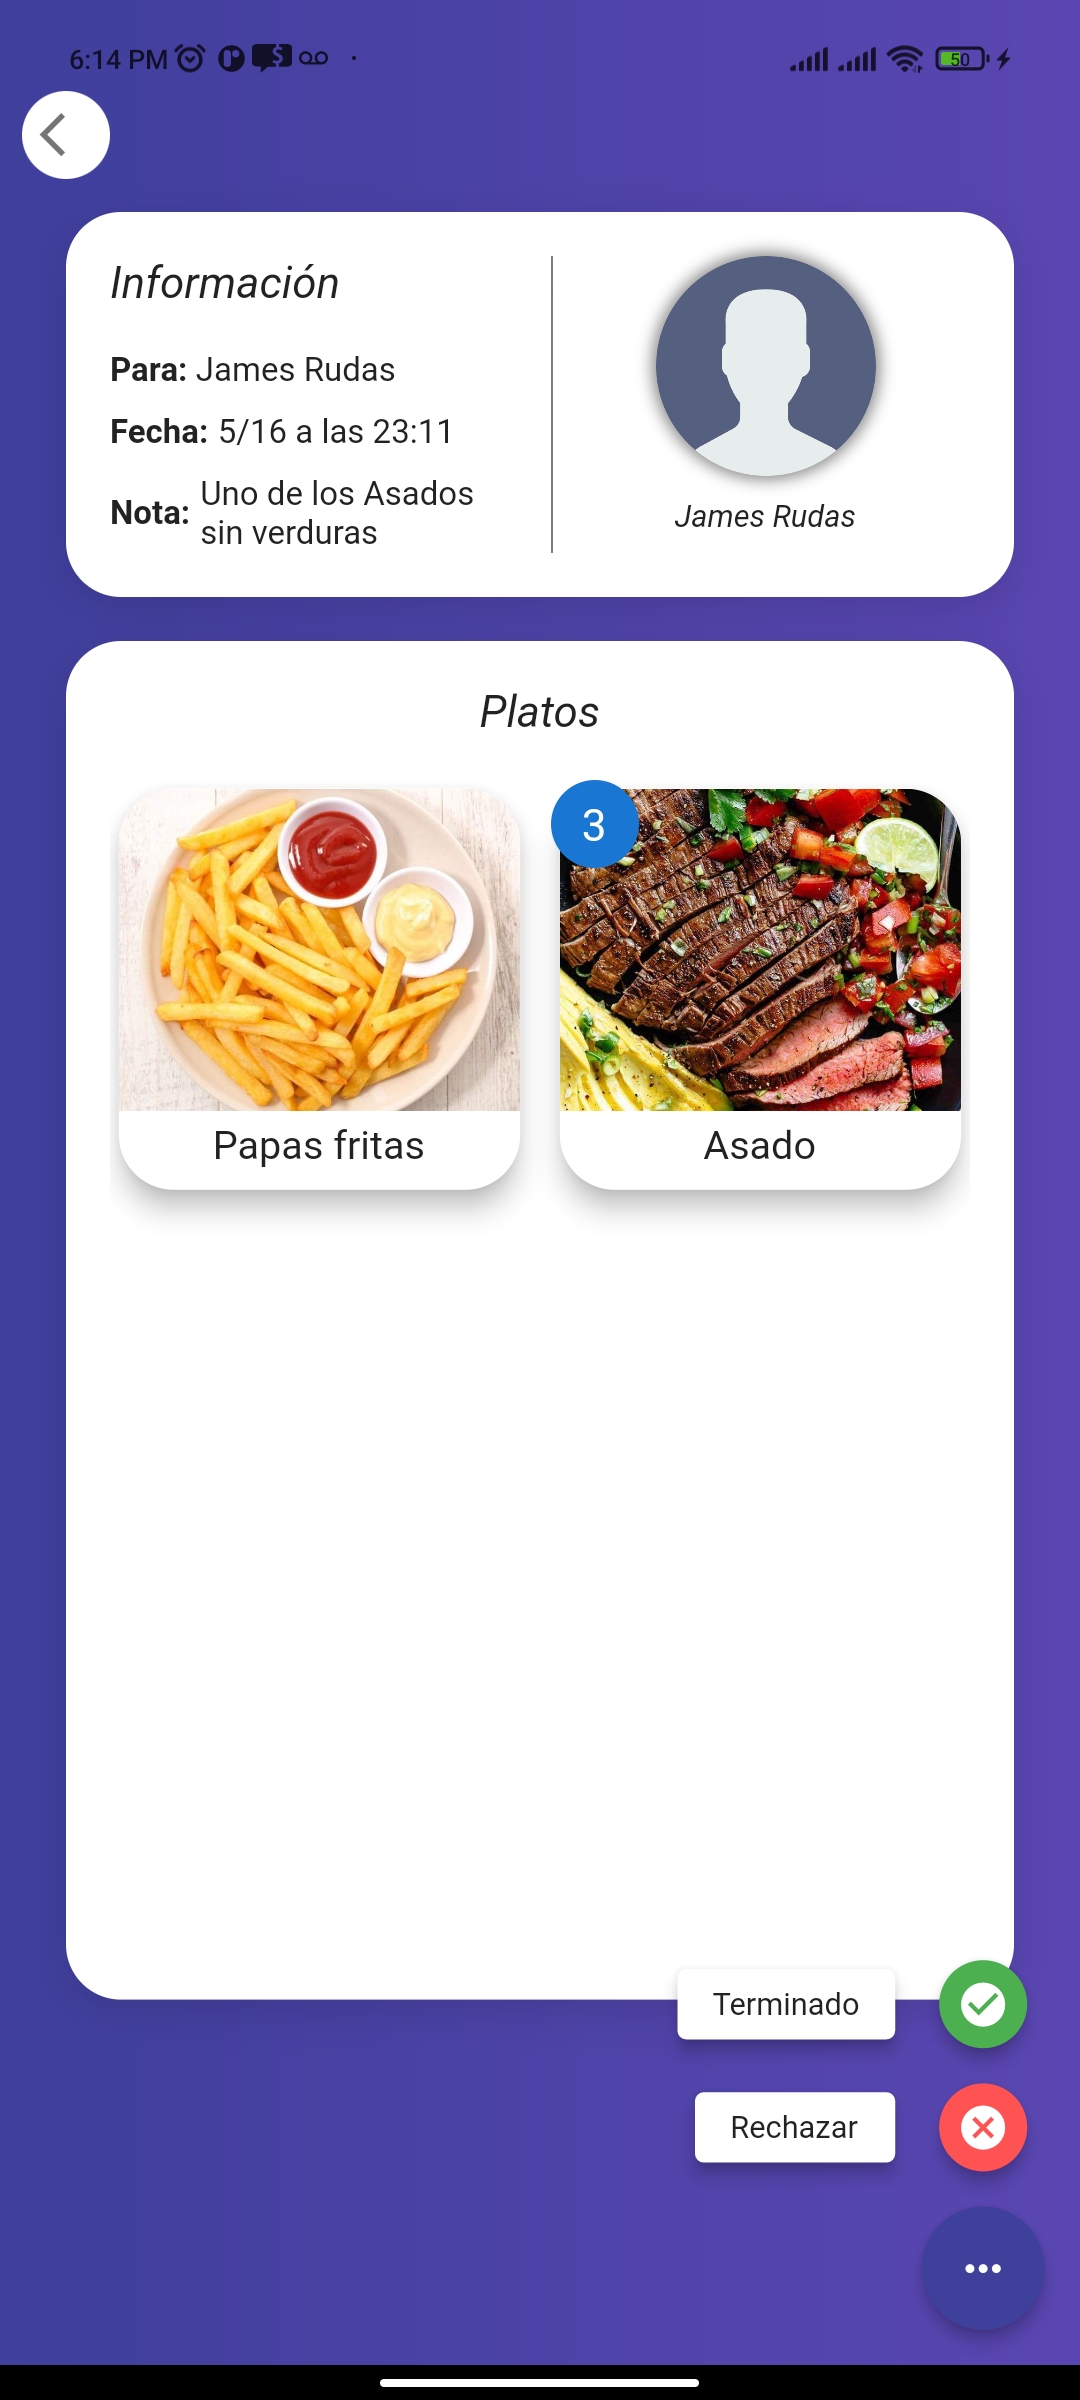 6:14 PM
50
Información
Para: James Rudas
Fecha: 5/16 a las 23:11
Nota: Uno de los Asados
sin verduras
James Rudas
Platos
3
Papas fritas
Asado
Terminado
Rechazar